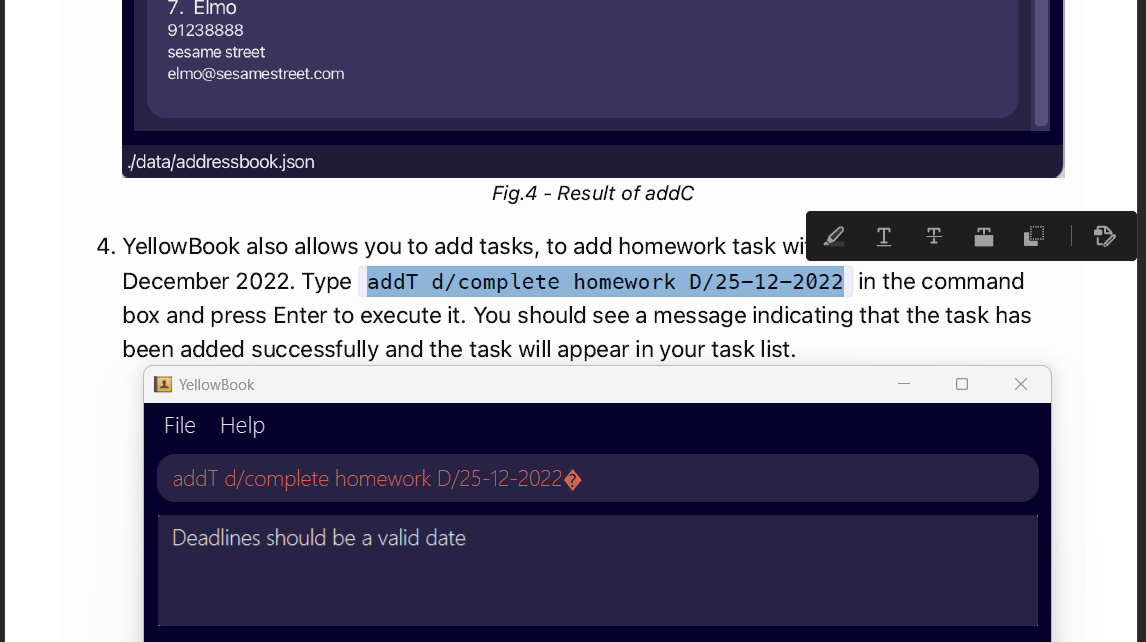 7. Elmo
91238888
sesame street
elmo@sesamestreet.com
./data/addressbook.json
Fig.4 - Result of addC
4. YellowBook also allows you to add tasks, to add homework task
December 2022. Type addT d/complete homework D/25-12-2022 in the command
box and press Enter to execute it. You should see a message indicating that the task has
been added successfully and the task will appear in your task list.
YellowBook
File Help
addT d/complete homework D/25-12-2022�
Deadlines should be a valid date